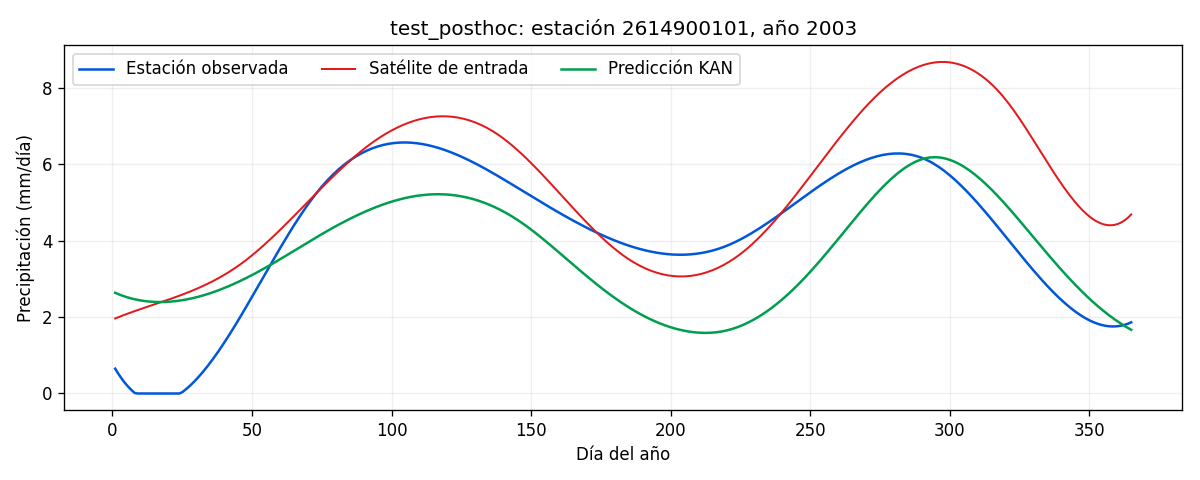 test_posthoc: estación 2614900101, año 2003
Estación observada Satélite de entrada Predicción KAN
Precipitación (mm/día)
8
6
4
2
0
0 50 100 150 200 250 300 350
Día del año